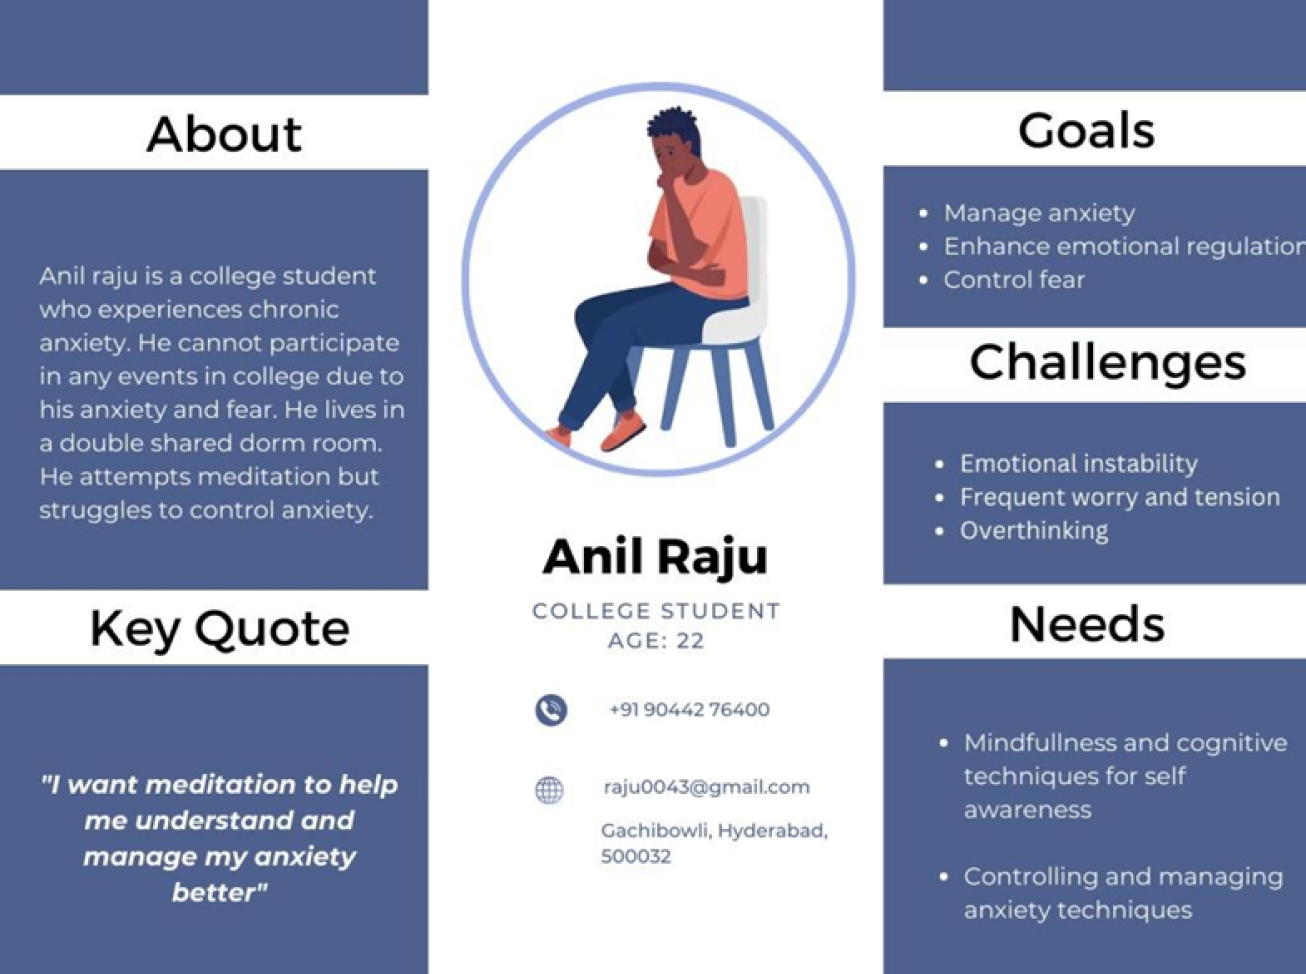 About
Anil raju is a college student
who experiences chronic
anxiety. He cannot participate
in any events in college due to
his anxiety and fear. He lives in
a double shared dorm room.
He attempts meditation but
struggles to control anxiety.
Key Quote
"I want meditation to help
me understand and
manage my anxiety
better"
Anil Raju
COLLEGE STUDENT
AGE: 22
+91 90442 76400
raju0043@gmail.com
Gachibowli, Hyderabad,
500032
Goals
• Manage anxiety
• Enhance emotional regulation
• Control fear
Challenges
• Emotional instability
• Frequent worry and tension
• Overthinking
Needs
• Mindfullness and cognitive
techniques for self
awareness
• Controlling and managing
anxiety techniques